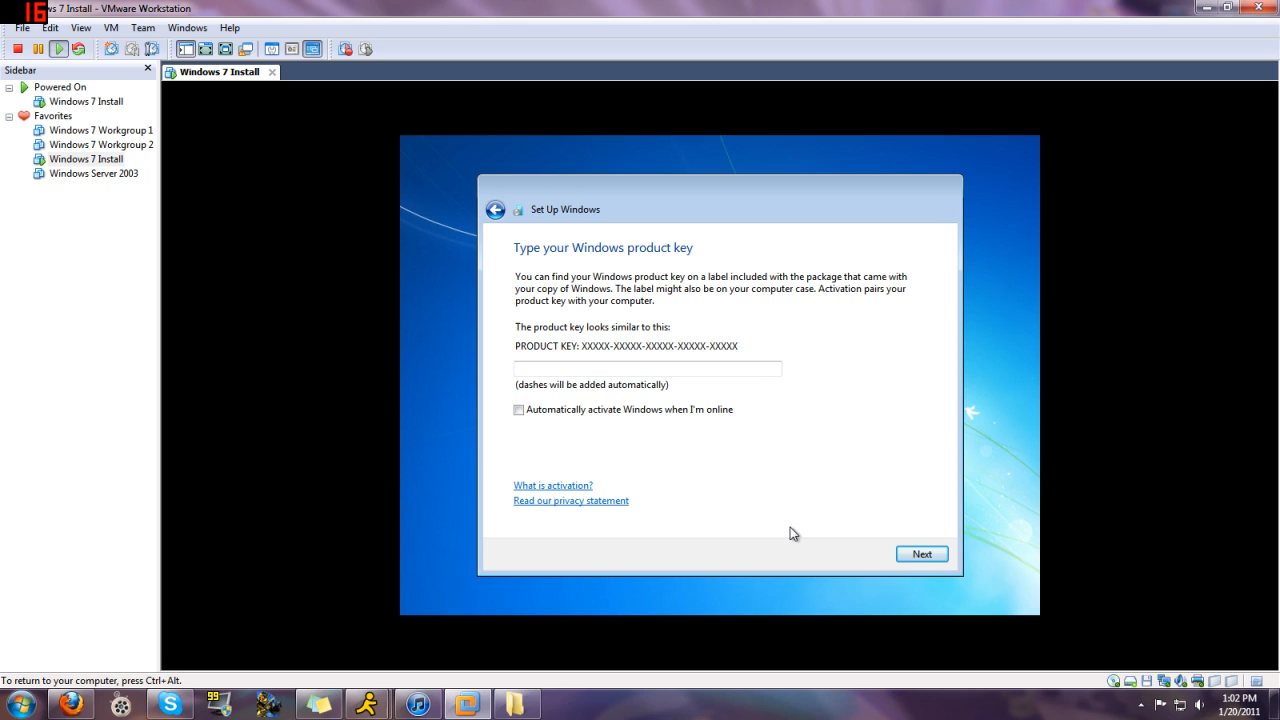 16
ws 7 Install - VMware Workstation
File Edit View VM Team Windows Help
Sidebar
Powered On
Windows 7 Install
Favorites
Windows 7 Workgroup 1
Windows 7 Workgroup 2
Windows 7 Install
Windows Server 2003
Windows 7 Install
Set Up Windows
Type your Windows product key
You can find your Windows product key on a label included with the package that came with
your copy of Windows. The label might also be on your computer case. Activation pairs your
product key with your computer.
The product key looks similar to this:
PRODUCT KEY: XXXXX-XXXXX-XXXXX-XXXXX-XXXXX
(dashes will be added automatically)
Automatically activate Windows when I'm online
What is activation?
Read our privacy statement
Next
To return to your computer, press Ctrl+Alt.
99
1:02 PM
1/20/2011